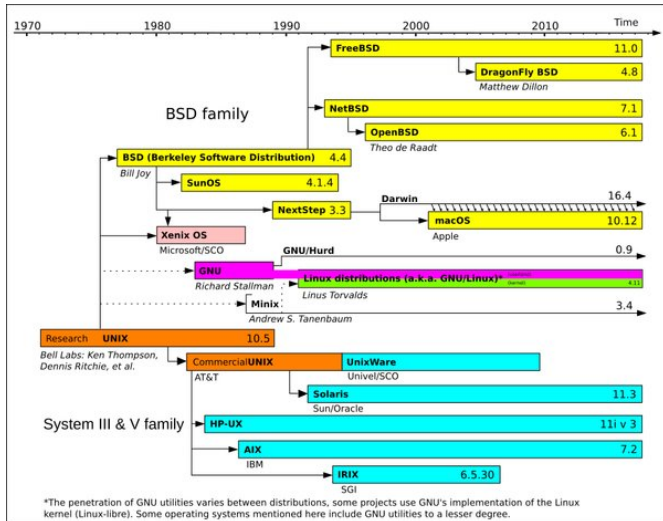 1970 1980 1990 2000 2010 Time
FreeBSD 11.0
DragonFly BSD 4.8
Matthew Dillon
BSD family
NetBSD 7.1
OpenBSD 6.1
Theo de Raadt
BSD (Berkeley Software Distribution) 4.4
Bill Joy
SunOS 4.1.4
Darwin 16.4
NextStep 3.3
macOS 10.12
Apple
Xenix OS
Microsoft/SCO
GNU/Hurd 0.9
GNU
Richard Stallman
Linux distributions (a.k.a. GNU/Linux)*
(kernel) 4.11
Linus Torvalds
Minix 3.4
Andrew S. Tanenbaum
Research UNIX 10.5
Bell Labs: Ken Thompson,
Dennis Ritchie, et al.
CommercialUNIX
AT&T
UnixWare
Univel/SCO
Solaris 11.3
Sun/Oracle
System III & V family
HP-UX 11i v 3
AIX 7.2
IBM
IRIX 6.5.30
SGI
*The penetration of GNU utilities varies between distributions, some projects use GNU's implementation of the Linux
kernel (Linux-libre). Some operating systems mentioned here include GNU utilities to a lesser degree.